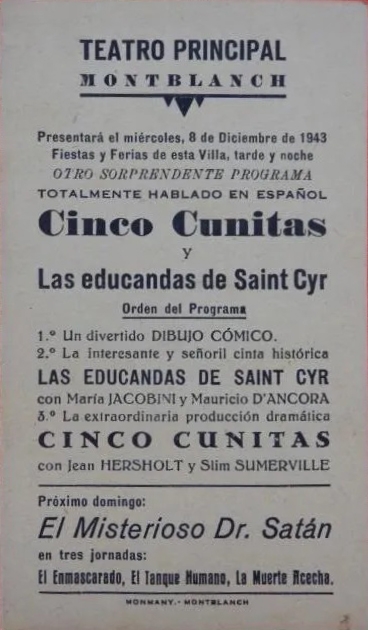 TEATRO PRINCIPAL
MONTBLANCH
Presentará el miércoles, 8 de Diciembre de 1943
Fiestas y Ferias de esta Villa, tarde y noche
OTRO SORPRENDENTE PROGRAMA
TOTALMENTE HABLADO EN ESPAÑOL
Cinco Cunitas
Y
Las educandas de Saint Cyr
Orden del Programa
1.º Un divertido DIBUJO CÓMICO.
2.º La interesante y señoril cinta histórica
LAS EDUCANDAS DE SAINT CYR
con María JACOBINI y Mauricio D'ANCORA
3.º La extraordinaria producción dramática
CINCO CUNITAS
con Jean HERSHOLT y Slim SUMERVILLE
Próximo domingo:
El Misterioso Dr. Satán
en tres jornadas:
El Enmascarado, El Tanque Humano, La Muerte Acecha.
MONMANY.- MONTBLANCH